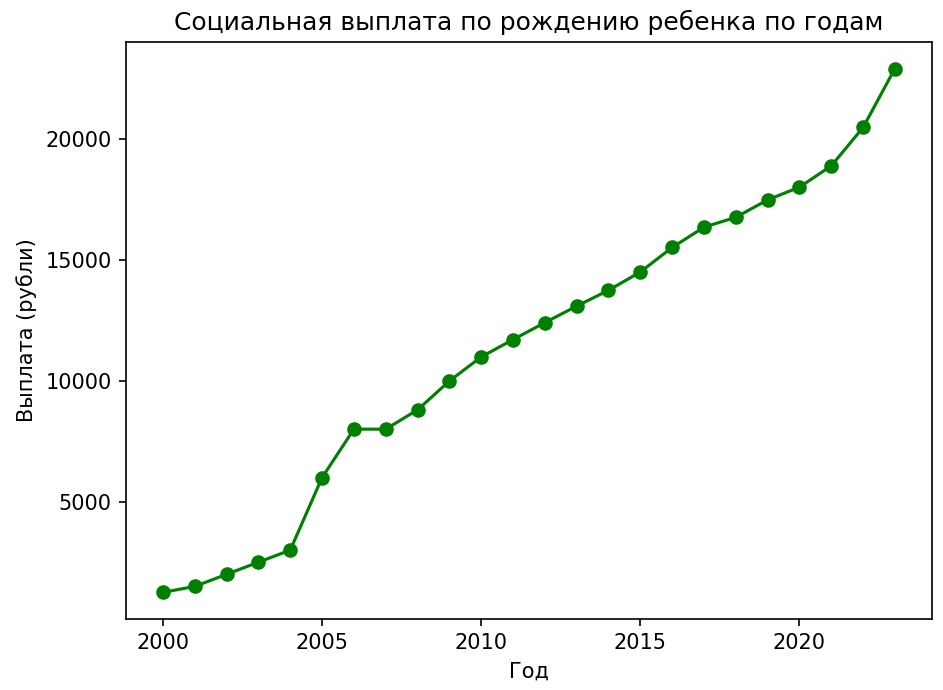 Социальная выплата по рождению ребенка по годам
Выплата (рубли)
20000
15000
10000
5000
2000 2005 2010 2015 2020
Год